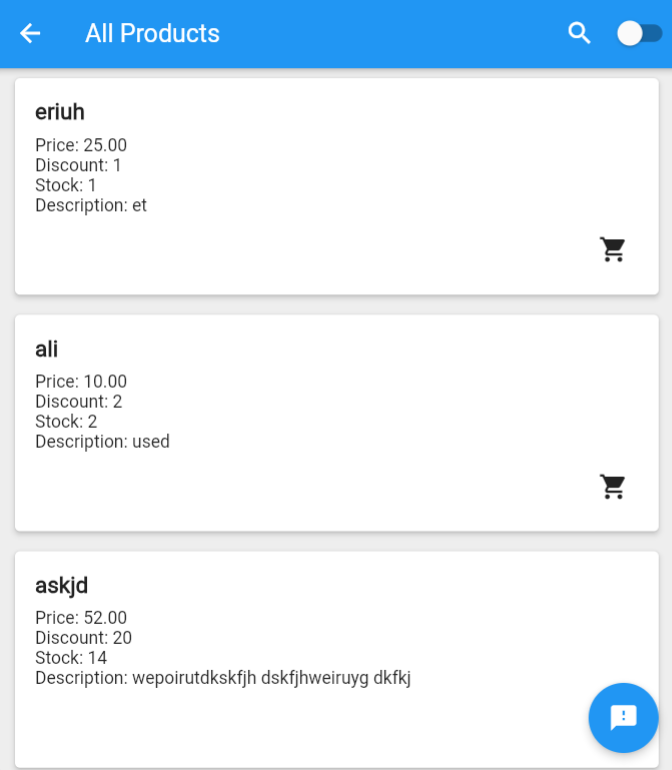 All Products
eriuh
Price: 25.00
Discount: 1
Stock: 1
Description: et
ali
Price: 10.00
Discount: 2
Stock: 2
Description: used
askjd
Price: 52.00
Discount: 20
Stock: 14
Description: wepoirutdkskfjh dskfjhweiruyg dkfkj